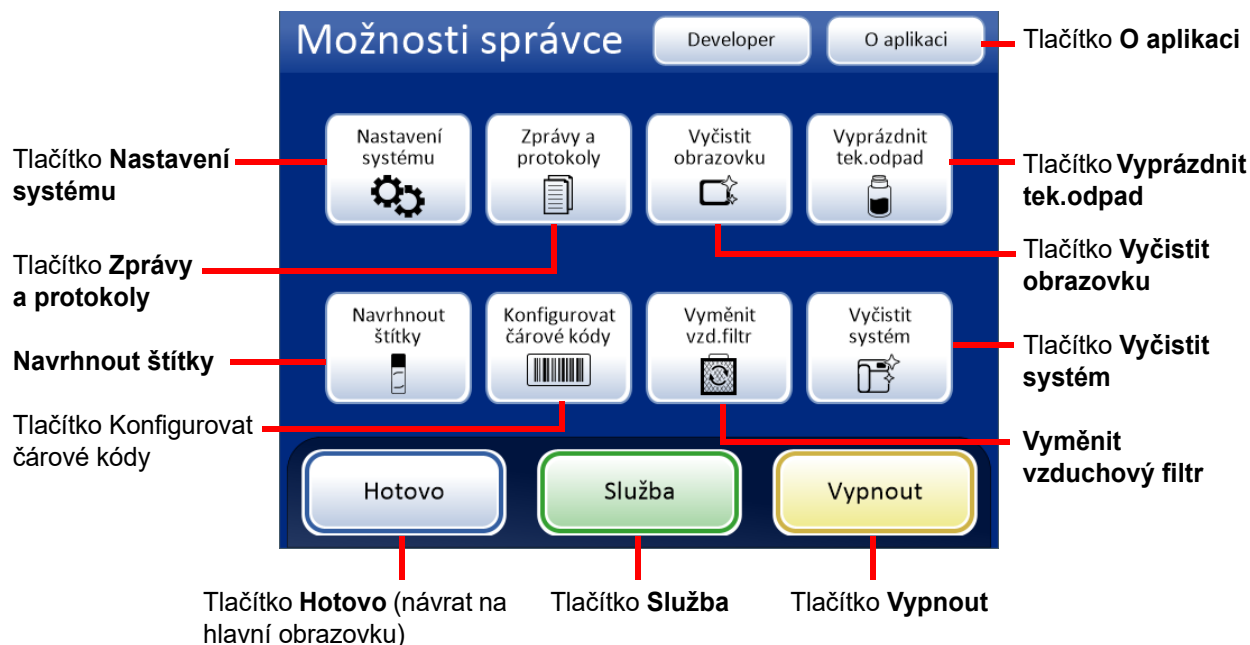 Možnosti správce
Developer
O aplikaci
Tlačítko O aplikaci
Nastavení
systému
Zprávy a
protokoly
Vyčistit
obrazovku
Vyprázdnit
tek.odpad
Tlačítko Nastavení
systému
Tlačítko Vyprázdnit
tek.odpad
Tlačítko Zprávy
a protokoly
Tlačítko Vyčistit
obrazovku
Navrhnout
štítky
Konfigurovat
čárové kódy
Vyměnit
vzd.filtr
Vyčistit
systém
Navrhnout štítky
Tlačítko Vyčistit
systém
Tlačítko Konfigurovat
čárové kódy
Vyměnit
vzduchový filtr
Hotovo
Služba
Vypnout
Tlačítko Hotovo (návrat na
hlavní obrazovku)
Tlačítko Služba
Tlačítko Vypnout